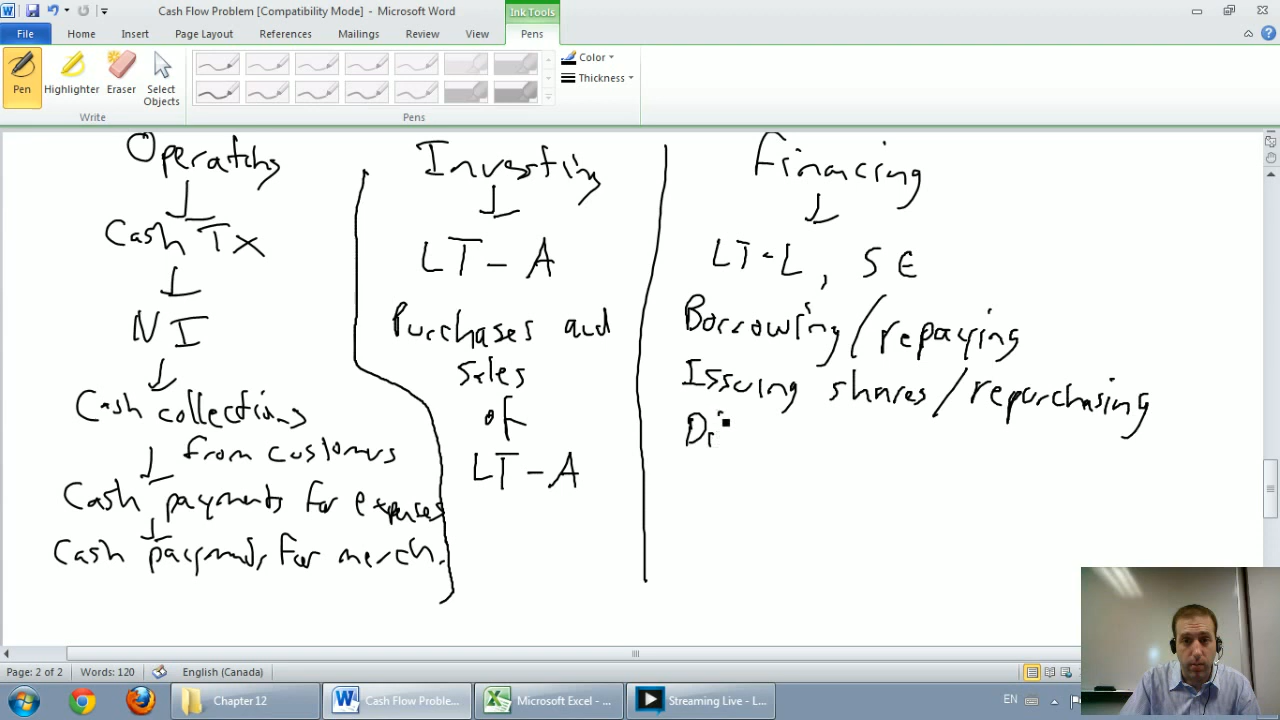 Cash Flow Problem [Compatibility Mode] - Microsoft Word
Ink Tools
File Home Insert Page Layout References Mailings Review View Pens
Pen Highlighter Eraser Select Objects
Color
Thickness
Write
Pens
Operating
Cash Tx
NI
Cash collections
from customers
Cash payments for expenses
Cash payments for merch.
Investing
LT - A
Purchases and
sales
of
LT - A
Financing
LT - L, SE
Borrowing / repaying
Issuing shares / repurchasing
Di
Page: 2 of 2 Words: 120 English (Canada)
Chapter 12
Cash Flow Proble...
Microsoft Excel - ...
Streaming Live - L...
EN